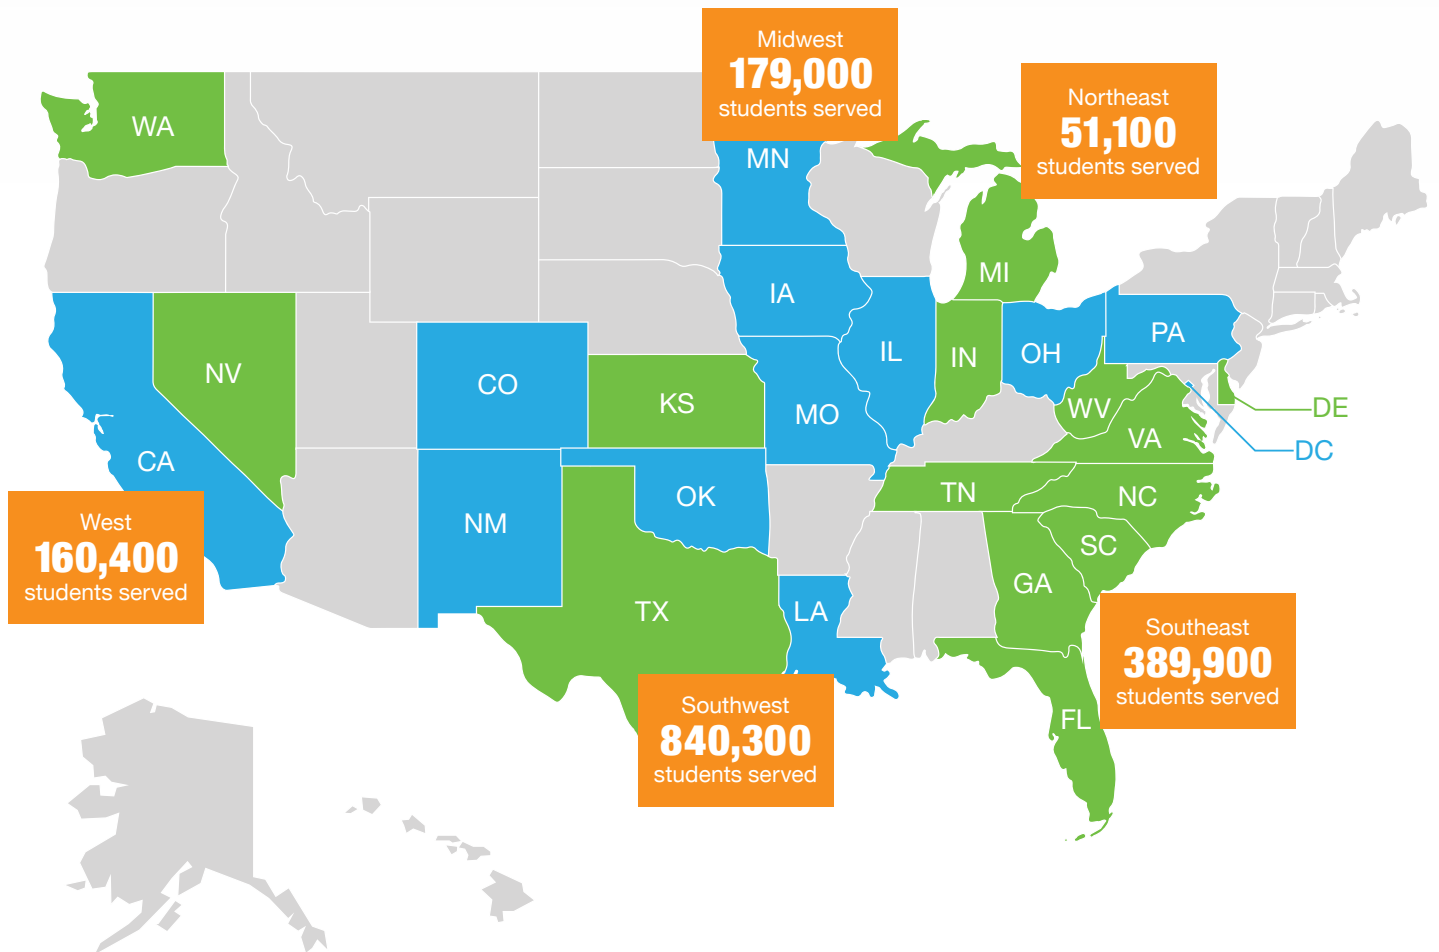 Midwest
179,000
students served
Northeast
51,100
students served
WA
MN
MI
IA
PA
IL
IN
OH
NV
CO
KS
MO
WV
DE
VA
DC
CA
OK
TN
NC
NM
SC
GA
TX
LA
West
160,400
students served
Southeast
389,900
students served
Southwest
840,300
students served
FL